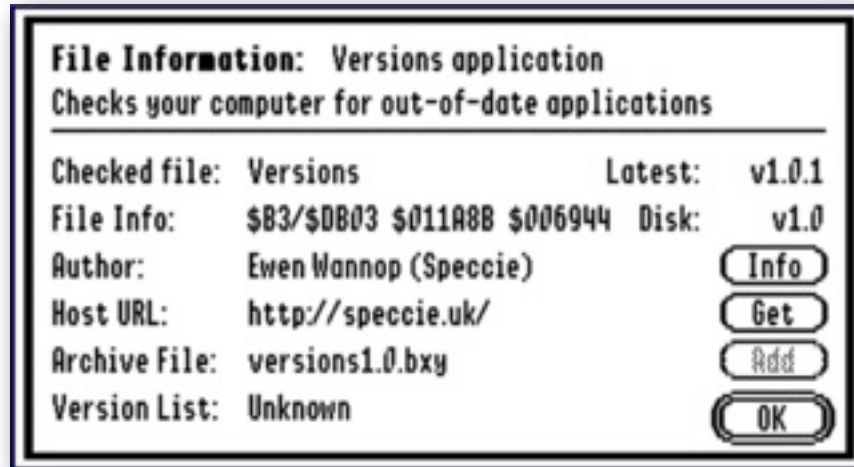 File Information: Versions application
Checks your computer for out-of-date applications
Checked file: Versions Latest: v1.0.1
File Info: $B3/$DB03 $011A8B $006944 Disk: v1.0
Author: Ewen Wannop (Speccie) Info
Host URL: http://speccie.uk/ Get
Archive File: versions1.0.bxy Add
Version List: Unknown OK